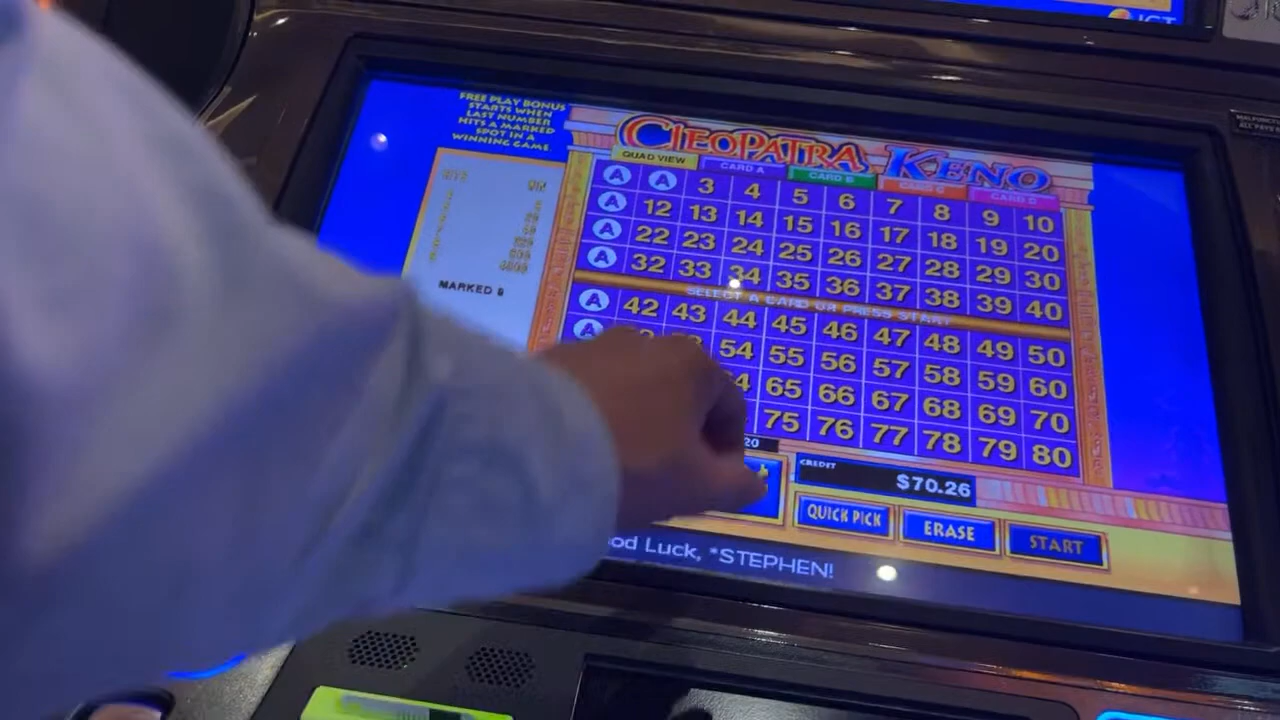 IGT
FREE PLAY BONUS
STARTS WHEN
LAST NUMBER
HITS A MARKED
SPOT IN A
WINNING GAME.
CLEOPATRA KENO
QUAD VIEW CARD A CARD B CARD C CARD D
A A 3 4 5 6 7 8 9 10
A 12 13 14 15 16 17 18 19 20
A 22 23 24 25 26 27 28 29 30
A 32 33 34 35 36 37 38 39 40
SELECT A CARD OR PRESS START
MARKED 8
A 42 43 44 45 46 47 48 49 50
A 54 55 56 57 58 59 60
65 66 67 68 69 70
75 76 77 78 79 80
20
CREDIT
$70.26
QUICK PICK ERASE START
Luck, *STEPHEN!